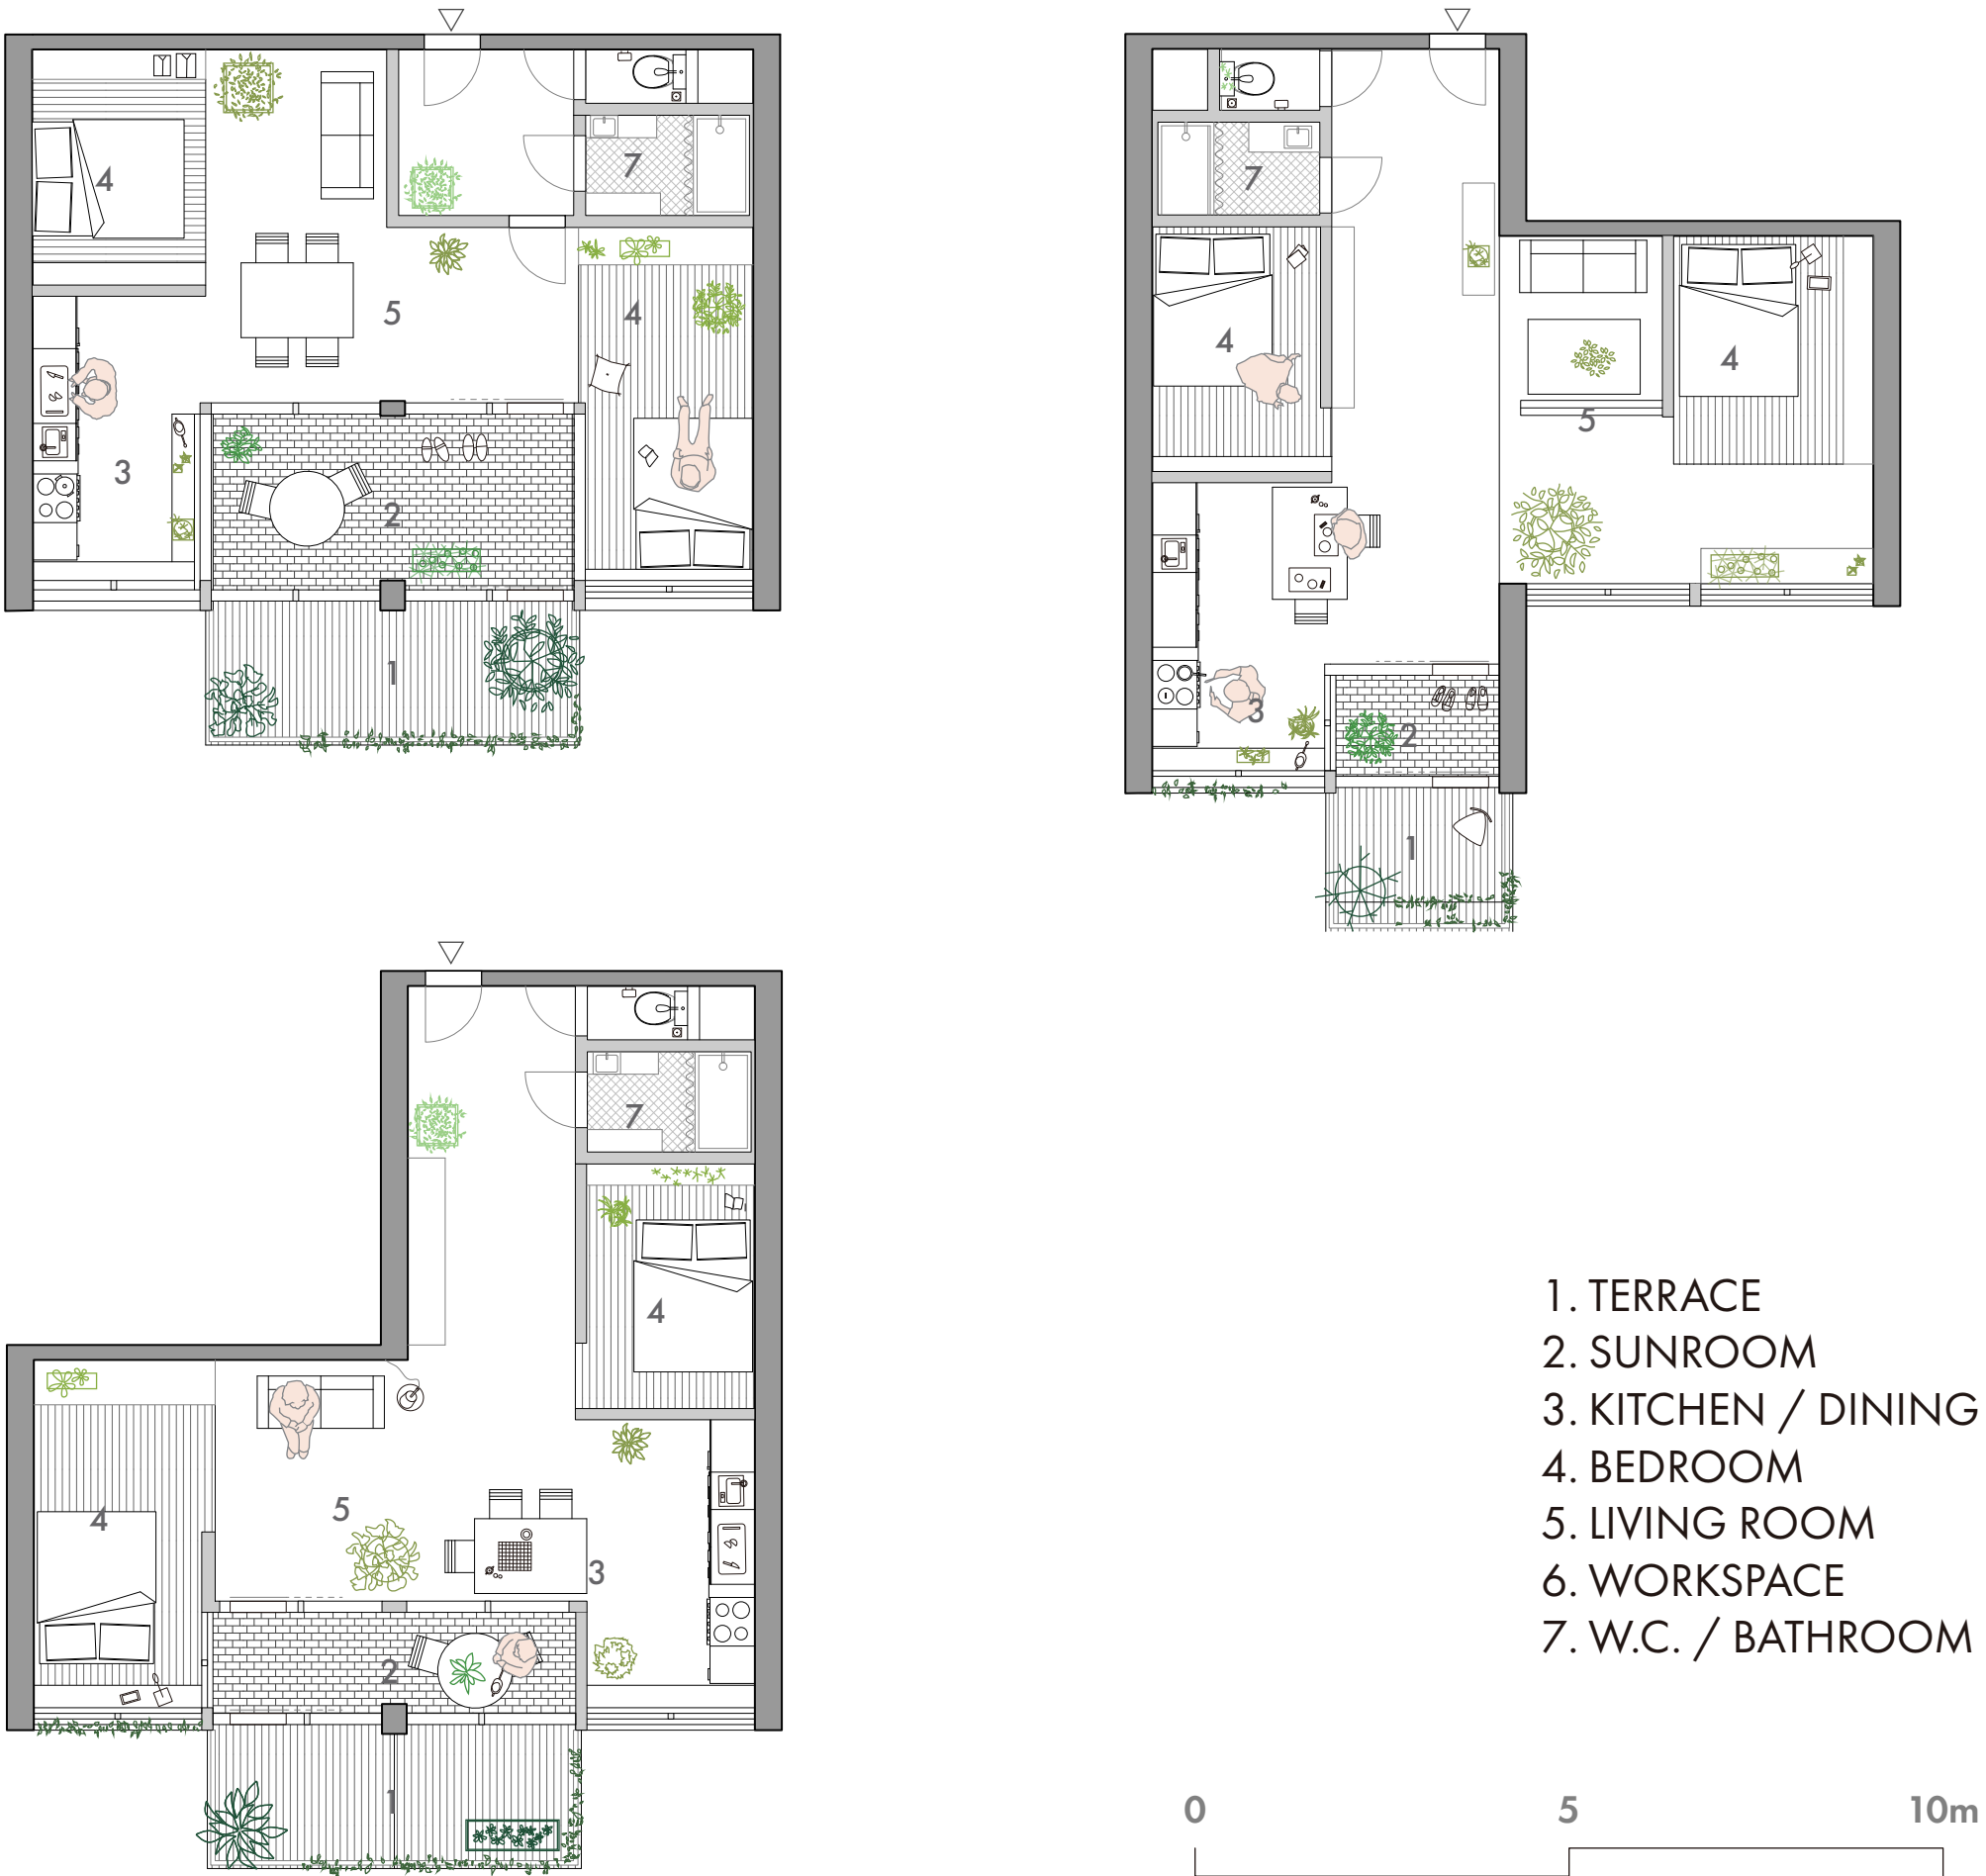 4
7
5
4
3
2
1
7
4
4
5
3
2
1
7
4
4
5
3
2
1
1. TERRACE
2. SUNROOM
3. KITCHEN / DINING
4. BEDROOM
5. LIVING ROOM
6. WORKSPACE
7. W.C. / BATHROOM
0 5 10m